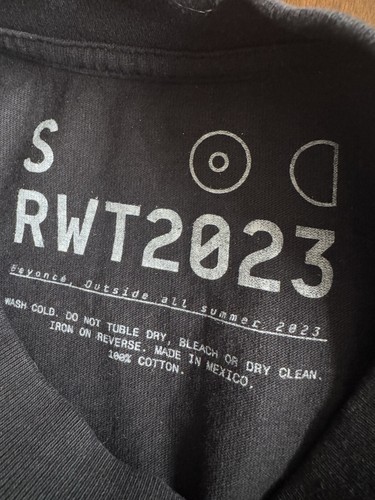 S
RWT2023
Beyoncé, Outside all summer 2023
WASH COLD. DO NOT TUBLE DRY, BLEACH OR DRY CLEAN.
IRON ON REVERSE. MADE IN MEXICO,
100% COTTON.